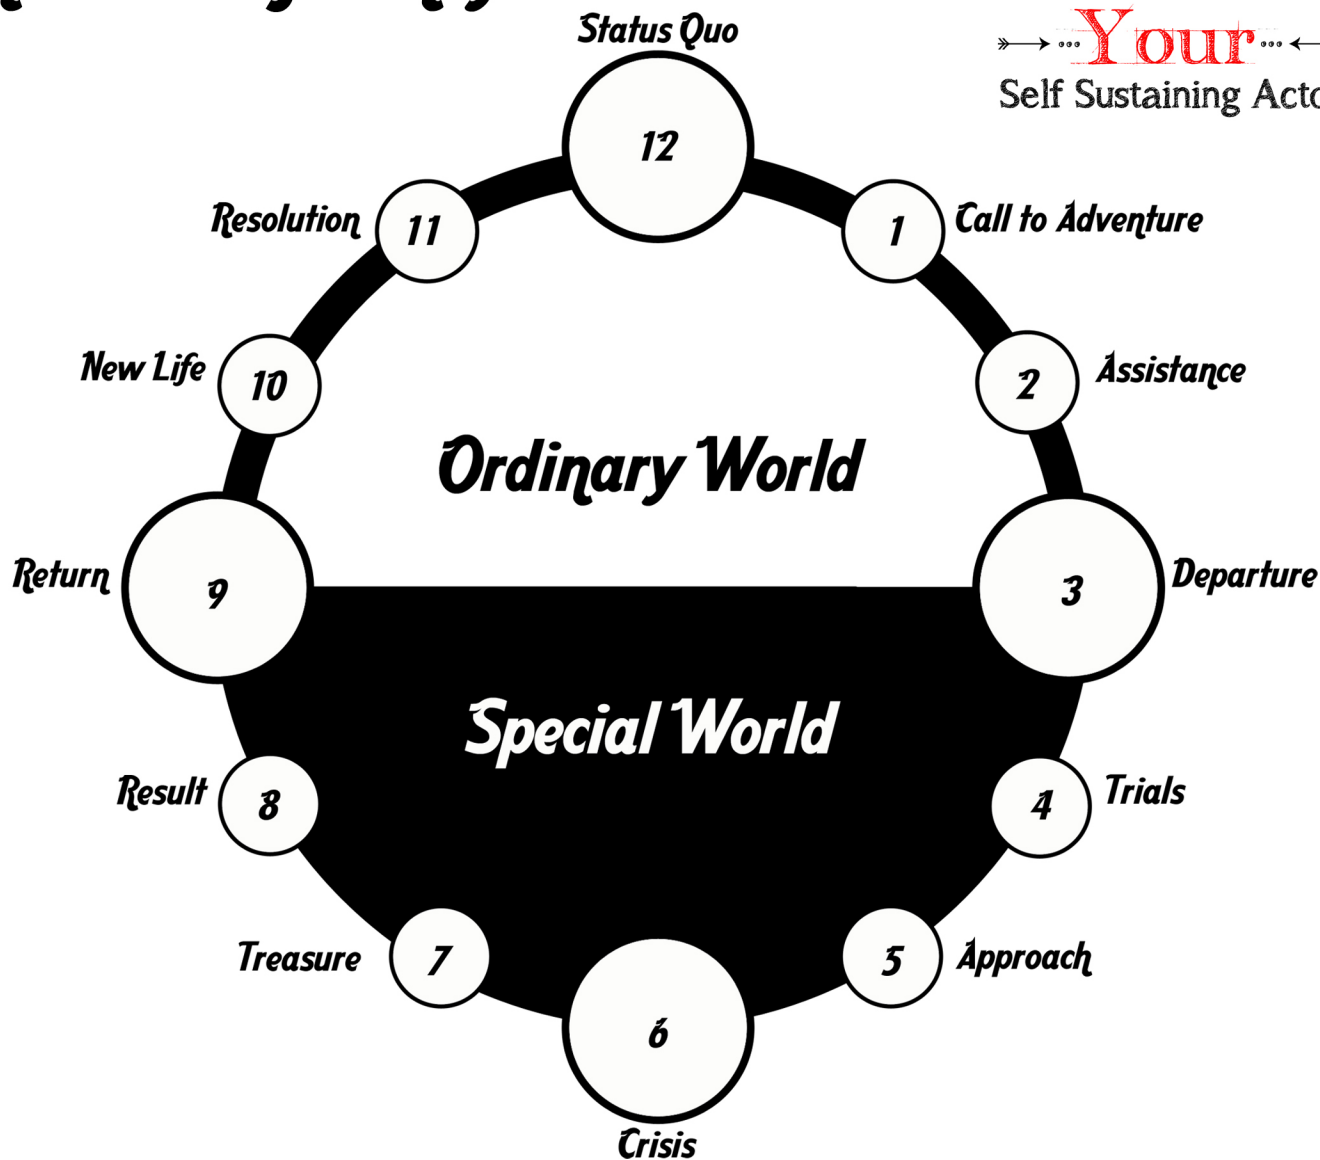 Status Quo
Your
Self Sustaining
12
Resolution
11
1
Call to Adventure
New Life
10
2
Assistance
Ordinary World
Return
9
3
Departure
Special World
Result
8
4
Trials
Treasure
7
5
Approach
6
Crisis